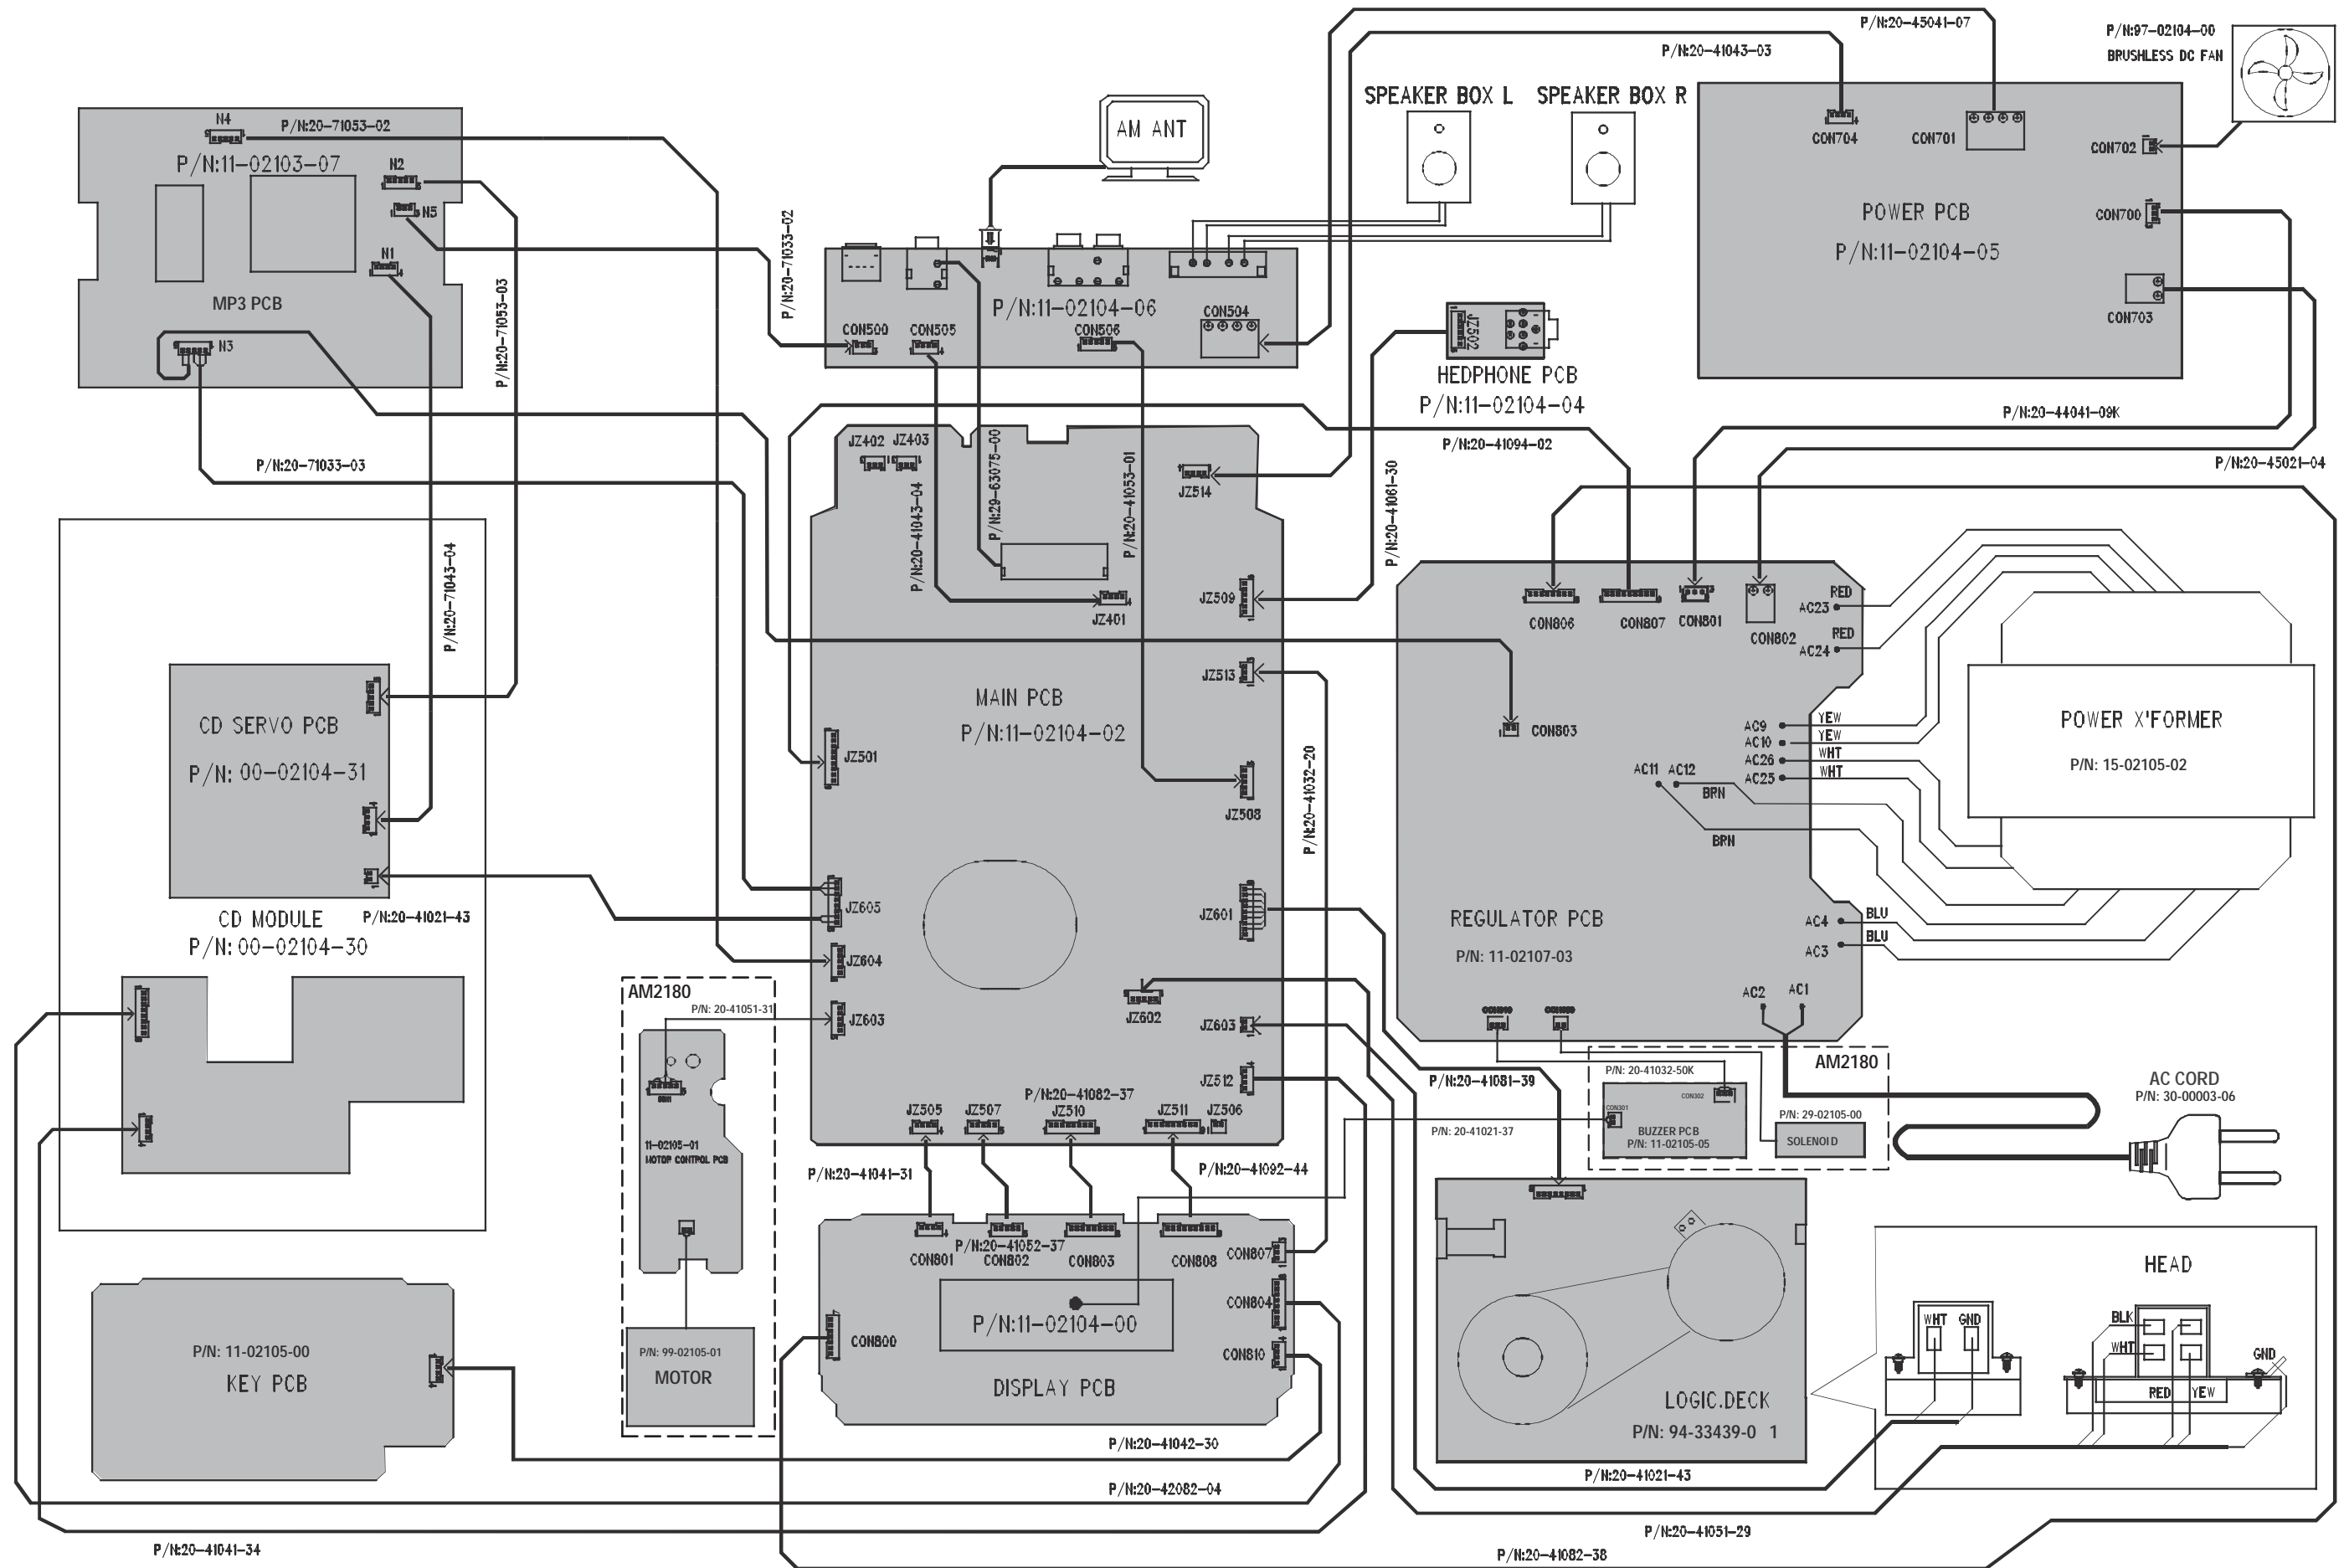 P/N:20-45041-07
P/N:20-41043-03
P/N:97-02104-00
BRUSHLESS DC FAN
SPEAKER BOX L
SPEAKER BOX R
AM ANT
N4
P/N:20-71053-02
P/N:11-02103-07
N2
N5
N1
MP3 PCB
N3
P/N:20-71053-03
P/N:20-71033-02
P/N:20-71033-03
P/N:20-71043-04
CON704
CON701
CON702
CON700
CON703
POWER PCB
P/N:11-02104-05
P/N:11-02104-06
CON500
CON505
CON506
CON504
JZ502
HEDPHONE PCB
P/N:11-02104-04
P/N:20-44041-09K
P/N:20-41094-02
P/N:20-45021-04
P/N:20-41061-30
JZ402
JZ403
P/N:20-41043-04
P/N:29-63075-00
P/N:20-41053-01
JZ514
JZ509
JZ401
JZ513
MAIN PCB
P/N:11-02104-02
JZ501
JZ508
P/N:20-41032-20
JZ605
JZ601
JZ604
JZ603
JZ602
JZ603
JZ512
P/N:20-41082-37
JZ505
JZ507
JZ510
JZ511
JZ506
CD SERVO PCB
P/N: 00-02104-31
CD MODULE
P/N: 00-02104-30
P/N:20-41021-43
CON806
CON807
CON801
CON802
RED
AC23
RED
AC24
CON803
AC9
YEW
AC10
YEW
AC26
WHT
AC25
WHT
AC11
AC12
BRN
BRN
POWER X'FORMER
P/N: 15-02105-02
REGULATOR PCB
P/N: 11-02107-03
AC4
BLU
AC3
BLU
AC2
AC1
AM2180
P/N: 20-41051-31
11-02105-01
MOTOP CONTROL PCB
P/N: 99-02105-01
MOTOR
P/N:20-41081-39
AM2180
P/N: 20-41032-50K
CON302
CON301
BUZZER PCB
P/N: 11-02105-05
P/N: 29-02105-00
SOLENOID
P/N: 20-41021-37
AC CORD
P/N: 30-00003-06
P/N:20-41041-31
P/N:20-41092-44
CON801
P/N:20-41052-37
CON802
CON803
CON808
CON807
CON804
CON810
CON800
P/N:11-02104-00
DISPLAY PCB
P/N: 11-02105-00
KEY PCB
LOGIC.DECK
P/N: 94-33439-0 1
HEAD
WHT
GND
BLK
WHT
RED
YEW
GND
P/N:20-41042-30
P/N:20-42082-04
P/N:20-41021-43
P/N:20-41051-29
P/N:20-41041-34
P/N:20-41082-38